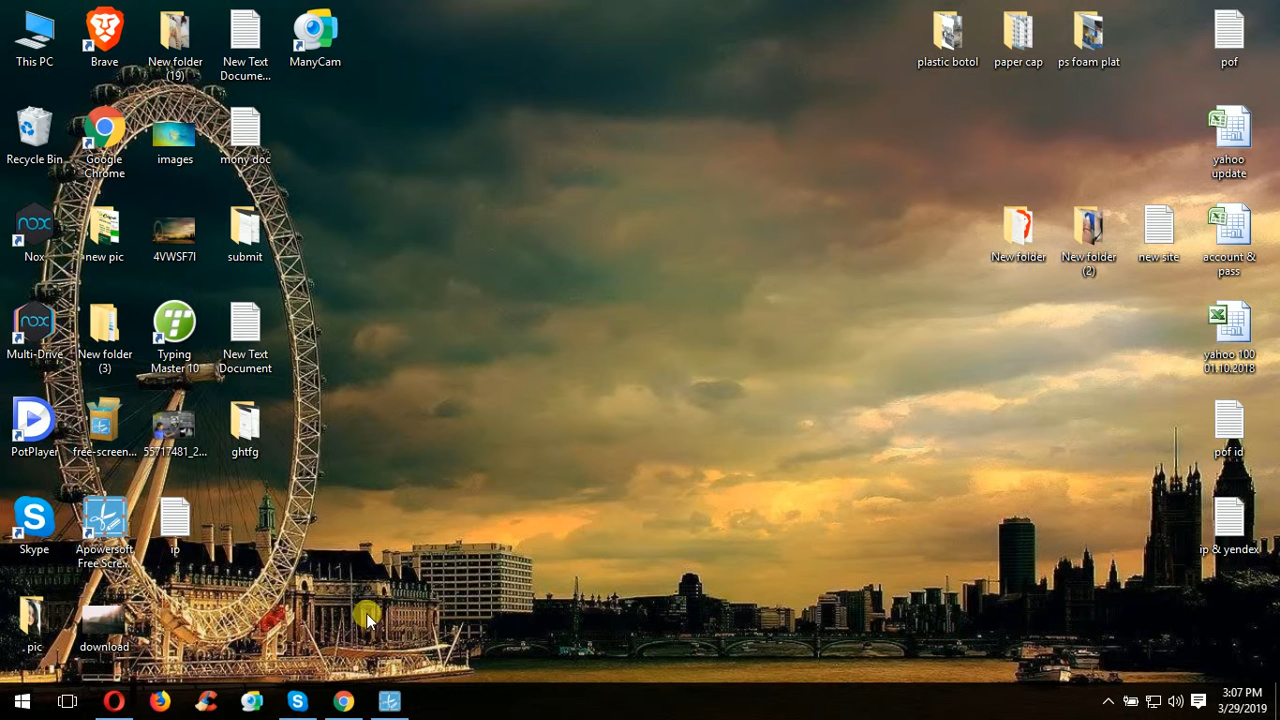 This PC
Brave
New folder
(19)
New Text
Docume...
ManyCam
plastic botol
paper cap
ps foam plat
pof
Recycle Bin
Google
Chrome
images
mony doc
yahoo
update
nox
Nox
new pic
4VWSF7I
submit
New folder
New folder
(2)
new site
account &
pass
nox
Multi-Drive
New folder
(3)
Typing
Master 10
New Text
Document
yahoo 100
01.10.2018
PotPlayer
free-screen...
55717481_2...
ghtfg
pof id
Skype
Apowersoft
Free Scre...
ip
ip & yendex
pic
download
3:07 PM
3/29/2019